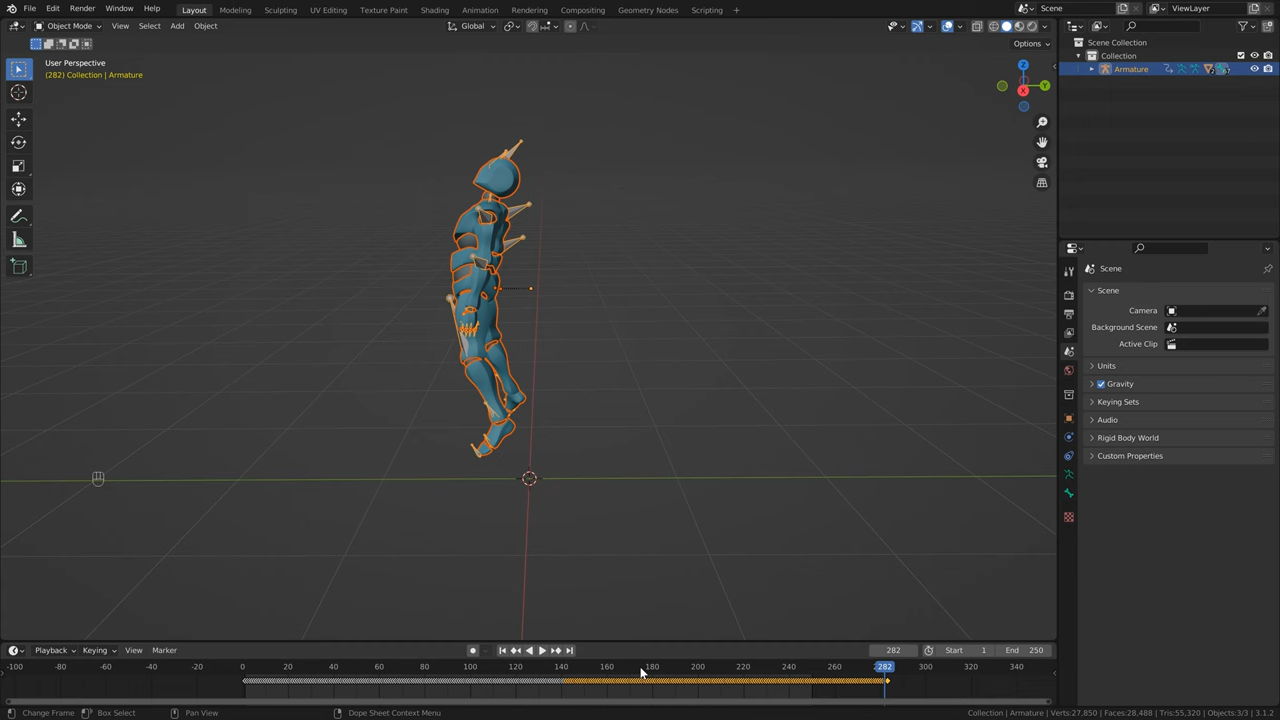 File Edit Render Window Help Layout Modeling Sculpting UV Editing Texture Paint Shading Animation Rendering Compositing Geometry Nodes Scripting + Scene ViewLayer
Object Mode View Select Add Object Global
Options
User Perspective
(282) Collection | Armature
Z
Y
X
Scene Collection
Collection
Armature
Scene
Scene
Camera
Background Scene
Active Clip
Units
Gravity
Keying Sets
Audio
Rigid Body World
Custom Properties
Playback Keying View Marker 282 Start 1 End 250
-100 -80 -60 -40 -20 0 20 40 60 80 100 120 140 160 180 200 220 240 260 282 300 320 340
Change Frame Box Select Pan View Dope Sheet Context Menu Collection | Armature | Verts:27,850 | Faces:28,488 | Tris:55,320 | Objects:3/3 | 3.1.2